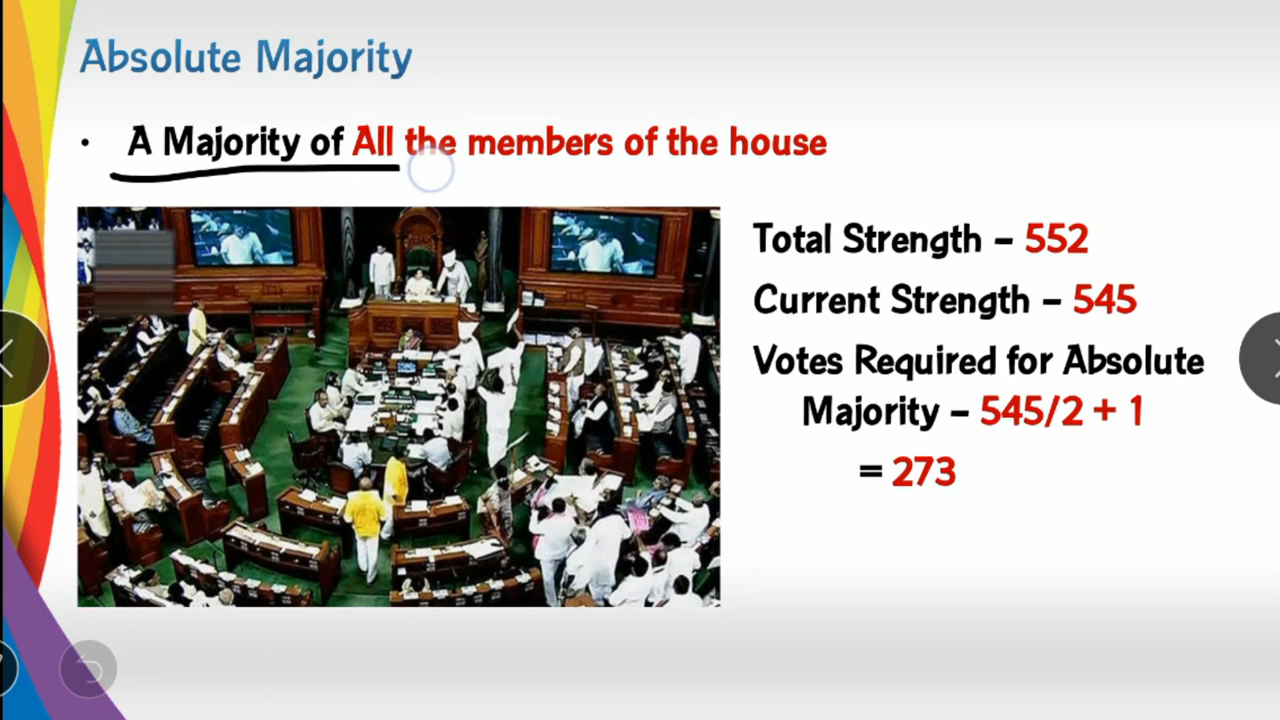 Absolute Majority
• A Majority of All the members of the house
Total Strength – 552
Current Strength – 545
Votes Required for Absolute
Majority – 545/2 + 1
= 273